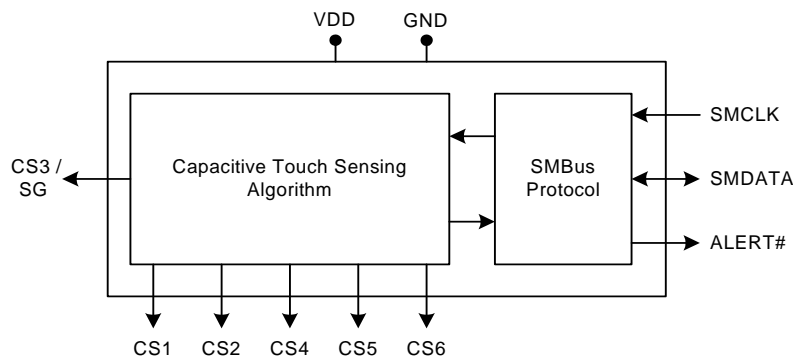 VDD GND
Capacitive Touch Sensing
Algorithm
SMBus
Protocol
CS3 /
SG
SMCLK
SMDATA
ALERT#
CS1 CS2 CS4 CS5 CS6